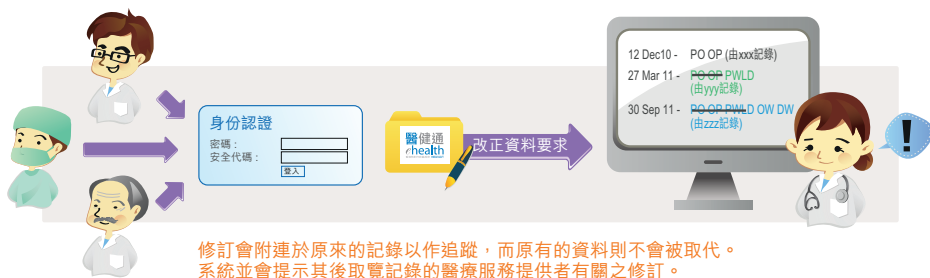 身份認證
密碼：
安全代碼：
登入
醫健通
ehealth
改正資料要求
12 Dec10 - PO OP (由xxx記錄)
27 Mar 11 - PO OP PWLD
(由yyy記錄)
30 Sep 11 - PO OP PWLD OW DW
(由zzz記錄)
!
修訂會附連於原來的記錄以作追蹤，而原有的資料則不會被取代。
系統並會提示其後取覽記錄的醫療服務提供者有關之修訂。